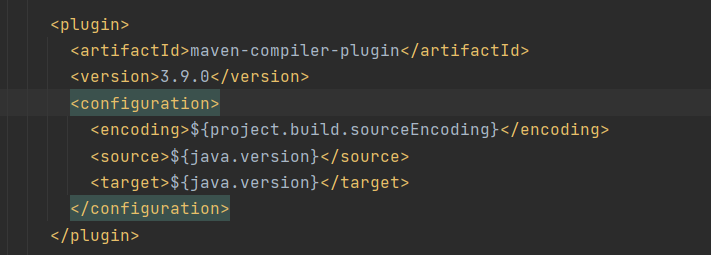 <plugin>
<artifactId>maven-compiler-plugin</artifactId>
<version>3.9.0</version>
<configuration>
<encoding>${project.build.sourceEncoding}</encoding>
<source>${java.version}</source>
<target>${java.version}</target>
</configuration>
</plugin>